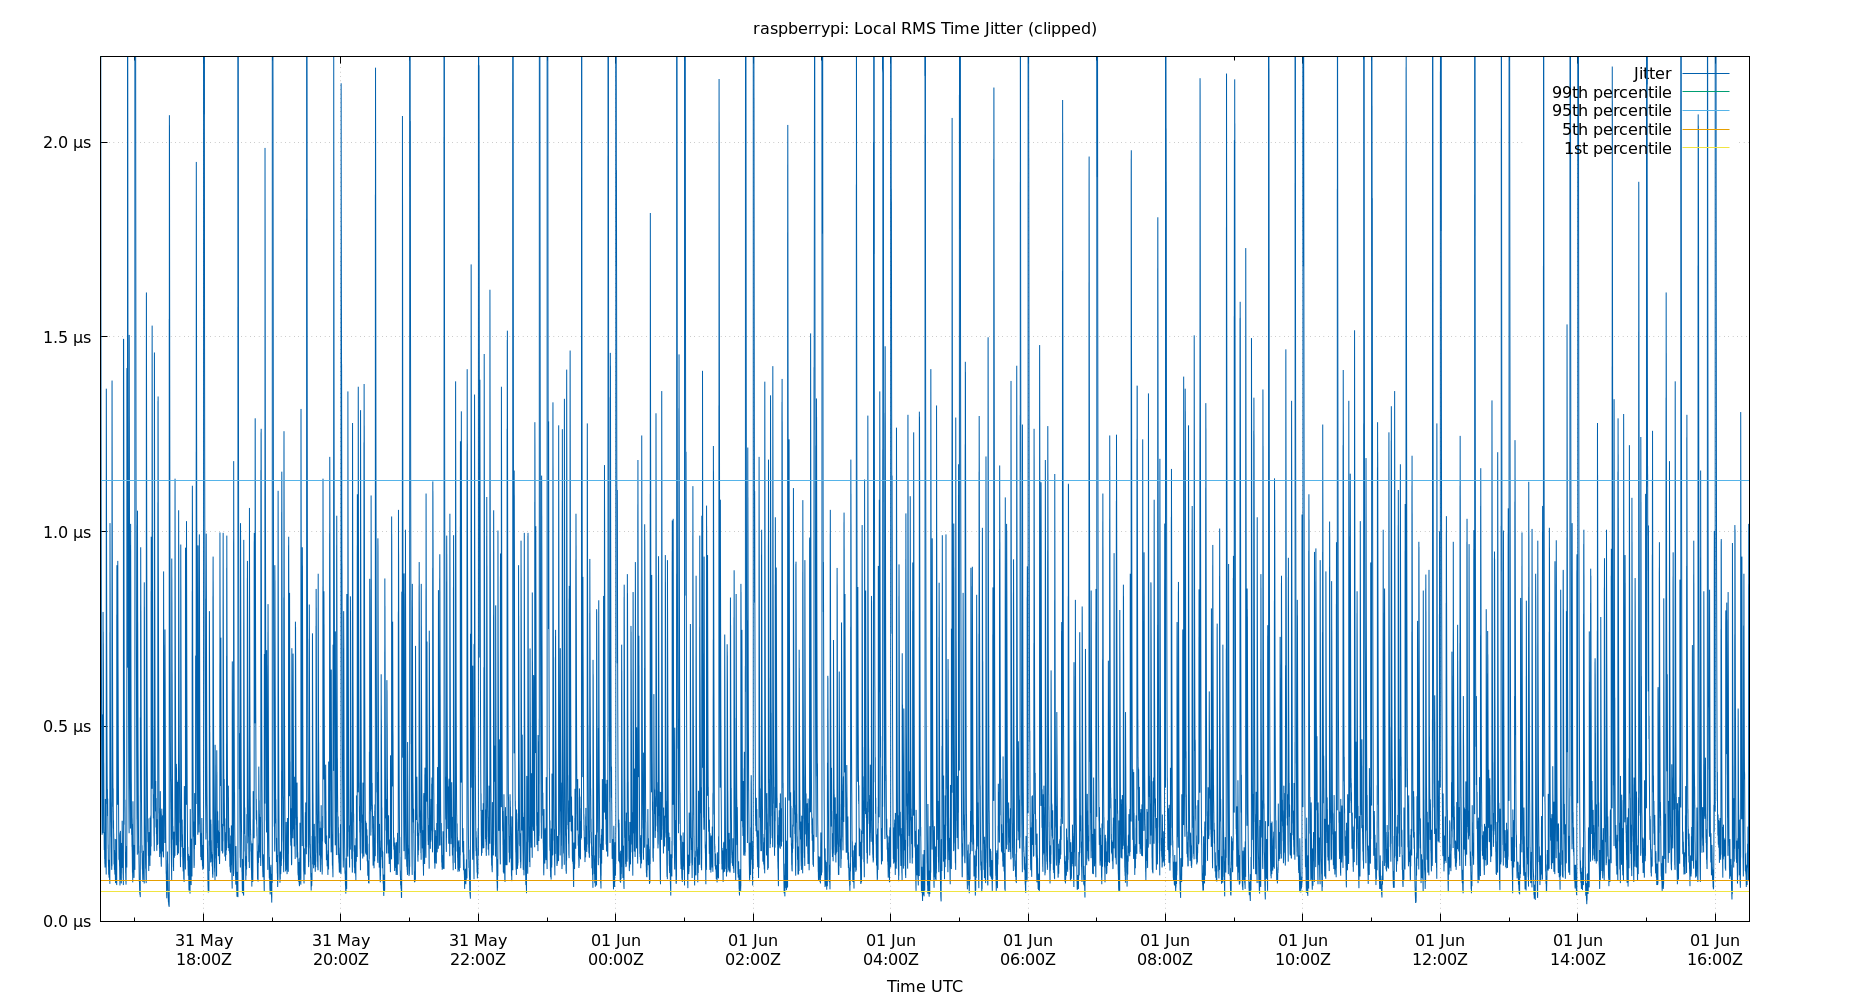 raspberrypi: Local RMS Time Jitter (clipped)
Jitter
99th percentile
95th percentile
5th percentile
1st percentile
2.0 µs
1.5 µs
1.0 µs
0.5 µs
0.0 µs
31 May 31 May 31 May 01 Jun 01 Jun 01 Jun 01 Jun 01 Jun 01 Jun 01 Jun 01 Jun 01 Jun
18:00Z 20:00Z 22:00Z 00:00Z 02:00Z 04:00Z 06:00Z 08:00Z 10:00Z 12:00Z 14:00Z 16:00Z
Time UTC